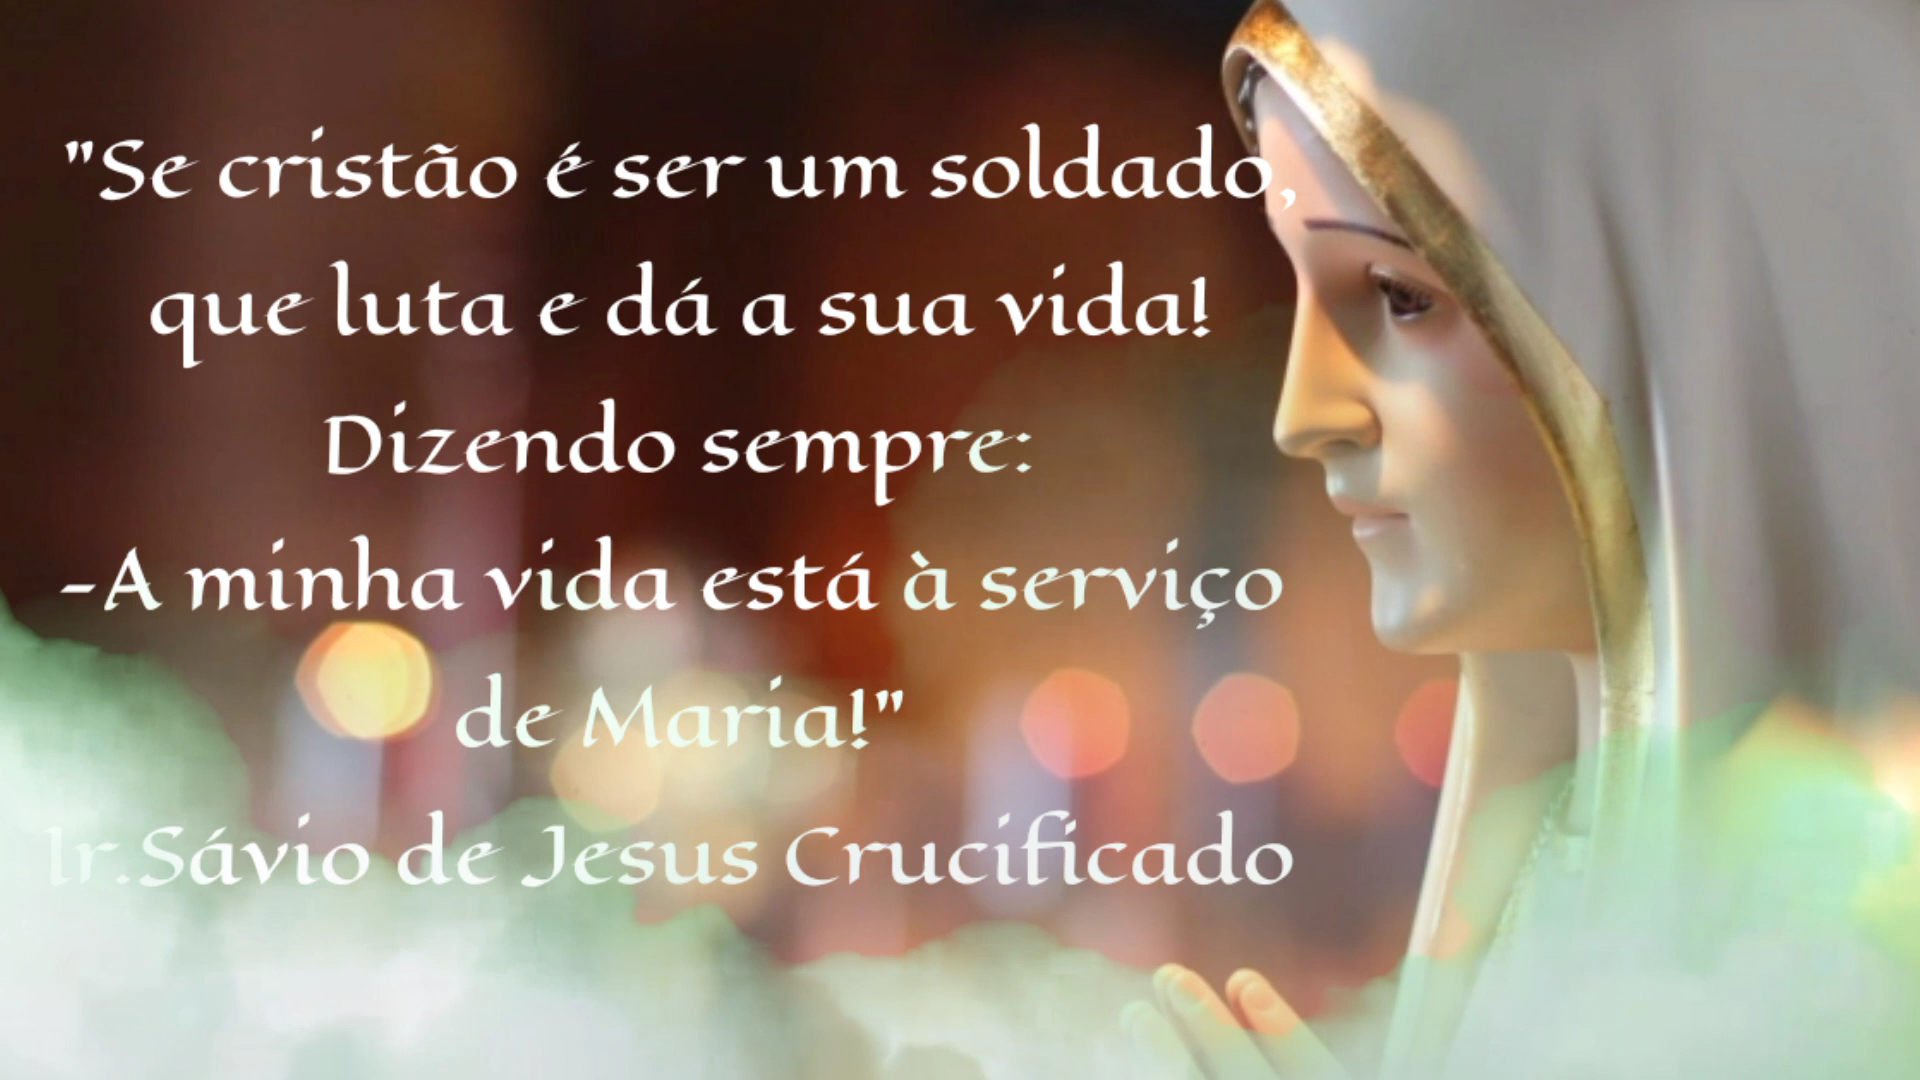 "Se cristão é ser um soldado,
que luta e dá a sua vida!
Dizendo sempre:
-A minha vida está à serviço
de Maria!"
Ir.Sávio de Jesus Crucificado